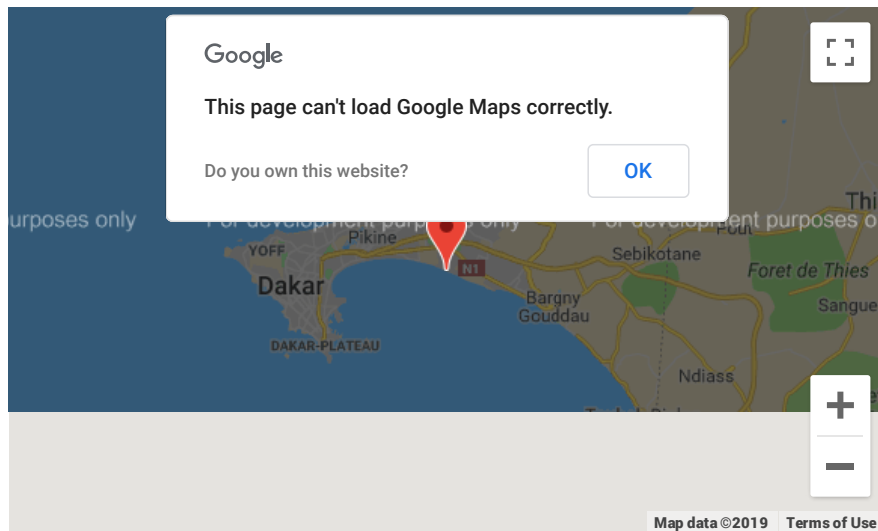 Google
This page can't load Google Maps correctly.
Do you own this website?
OK
urposes only
For development purposes only
For development purposes o
Thi
Pout
Pikine
YOFF
Sebikotane
N1
Foret de Thies
Dakar
Bargny
Gouddau
Sangue
DAKAR-PLATEAU
Ndiass
Map data ©2019
Terms of Use